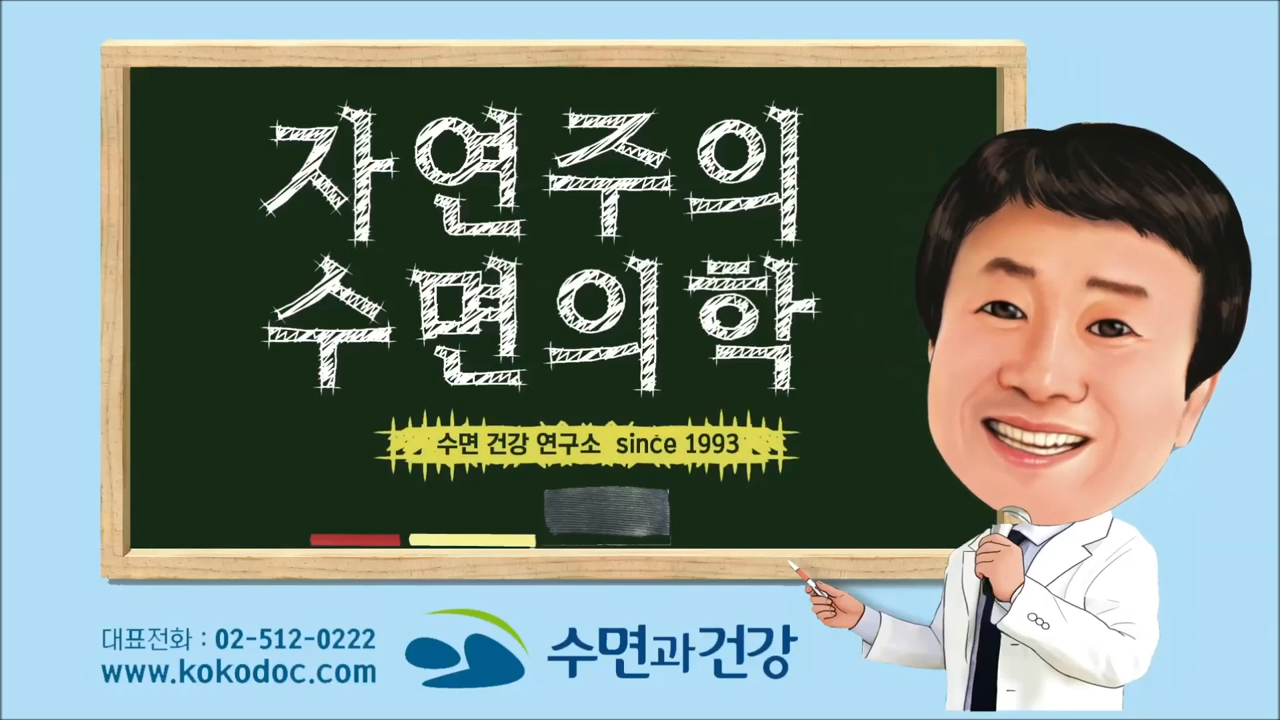 자연주의
수면의학
수면 건강 연구소 since 1993
대표전화 : 02-512-0222
www.kokodoc.com
수면과건강